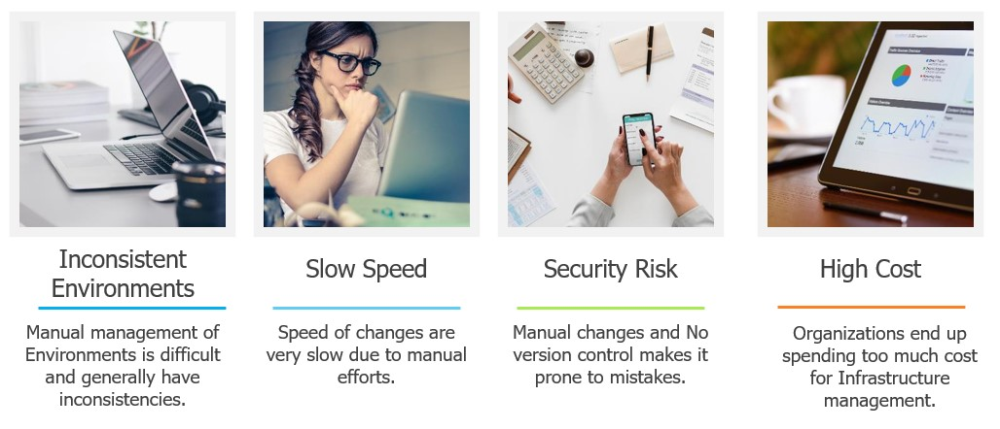 Inconsistent
Environments
Manual management of
Environments is difficult
and generally have
inconsistencies.
Slow Speed
Speed of changes are
very slow due to manual
efforts.
Security Risk
Manual changes and No
version control makes it
prone to mistakes.
High Cost
Organizations end up
spending too much cost
for Infrastructure
management.